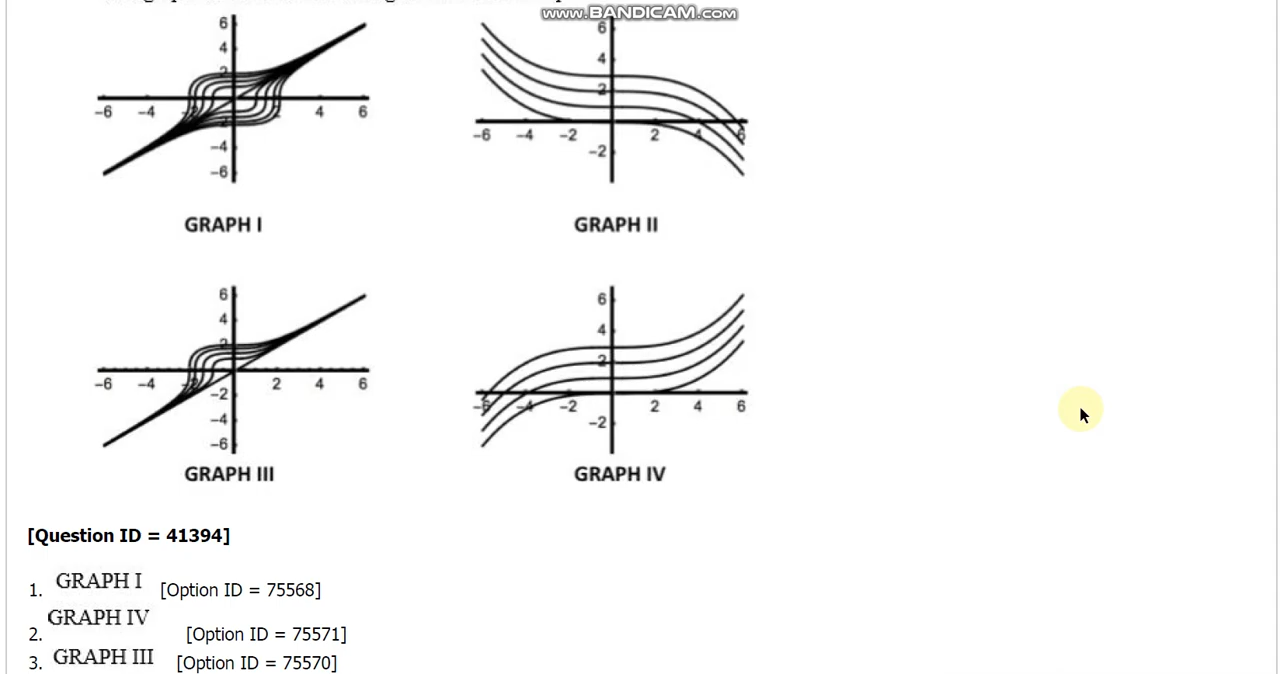 www.BANDICAM.com
6
4
2
-6 -4 -2 4 6
-2
-4
-6
6
4
2
-6 -4 -2 2 4 6
-2
GRAPH I GRAPH II
6
4
2
-6 -4 -2 2 4 6
-2
-4
-6
6
4
2
-6 -4 -2 2 4 6
-2
GRAPH III GRAPH IV
[Question ID = 41394]
1. GRAPH I [Option ID = 75568]
2. GRAPH IV [Option ID = 75571]
3. GRAPH III [Option ID = 75570]